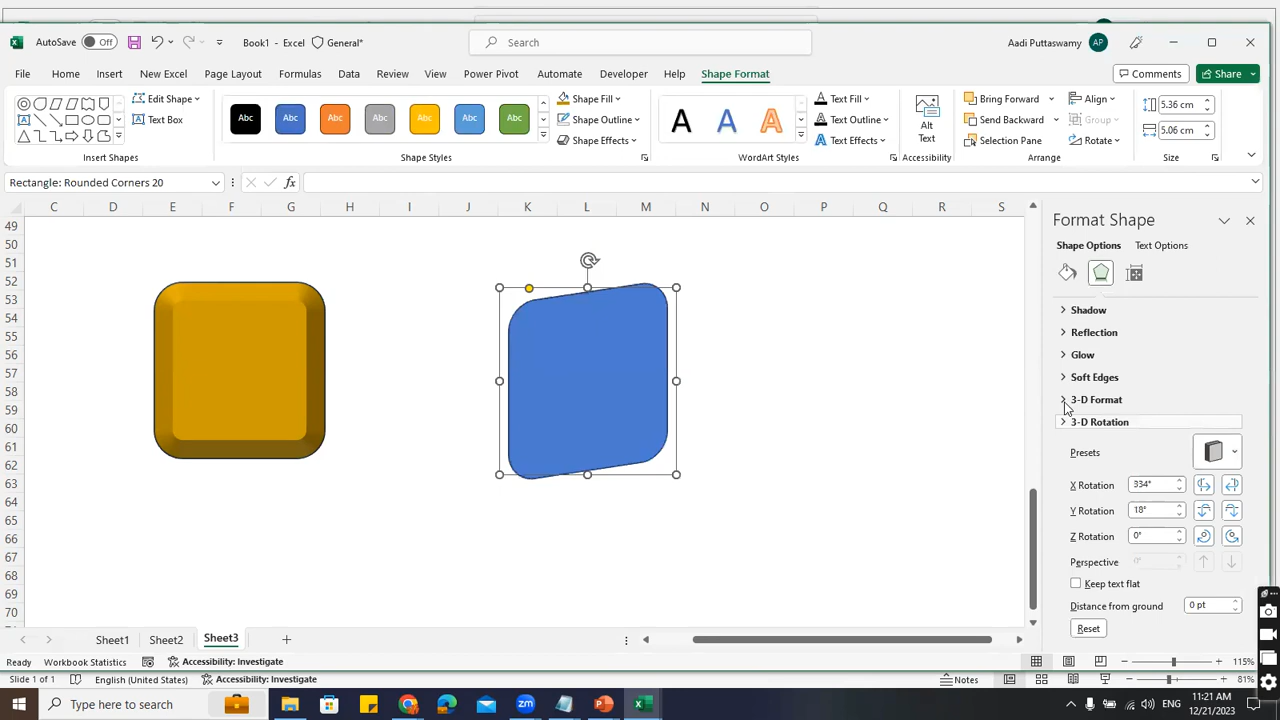 AutoSave Off Book1 - Excel General* Search Aadi Puttaswamy AP
File Home Insert New Excel Page Layout Formulas Data Review View Power Pivot Automate Developer Help Shape Format Comments Share
Edit Shape Abc Abc Abc Abc Abc Abc Abc Shape Fill A A A Text Fill Bring Forward Align 5.36 cm
Text Box Shape Outline Text Outline Alt Text Send Backward Group 5.06 cm
Shape Effects Text Effects Selection Pane Rotate
Insert Shapes Shape Styles WordArt Styles Accessibility Arrange Size
Rectangle: Rounded Corners 20 fx
C D E F G H I J K L M N O P Q R S
49
50
51
52
53
54
55
56
57
58
59
60
61
62
63
64
65
66
67
68
69
70
Format Shape
Shape Options Text Options
Shadow
Reflection
Glow
Soft Edges
3-D Format
3-D Rotation
Presets
X Rotation 334°
Y Rotation 18°
Z Rotation 0°
Perspective 0°
Keep text flat
Distance from ground 0 pt
Reset
Sheet1 Sheet2 Sheet3
Ready Workbook Statistics Accessibility: Investigate 115%
Slide 1 of 1 English (United States) Accessibility: Investigate Notes 81%
Type here to search zm ENG 11:21 AM
12/21/2023